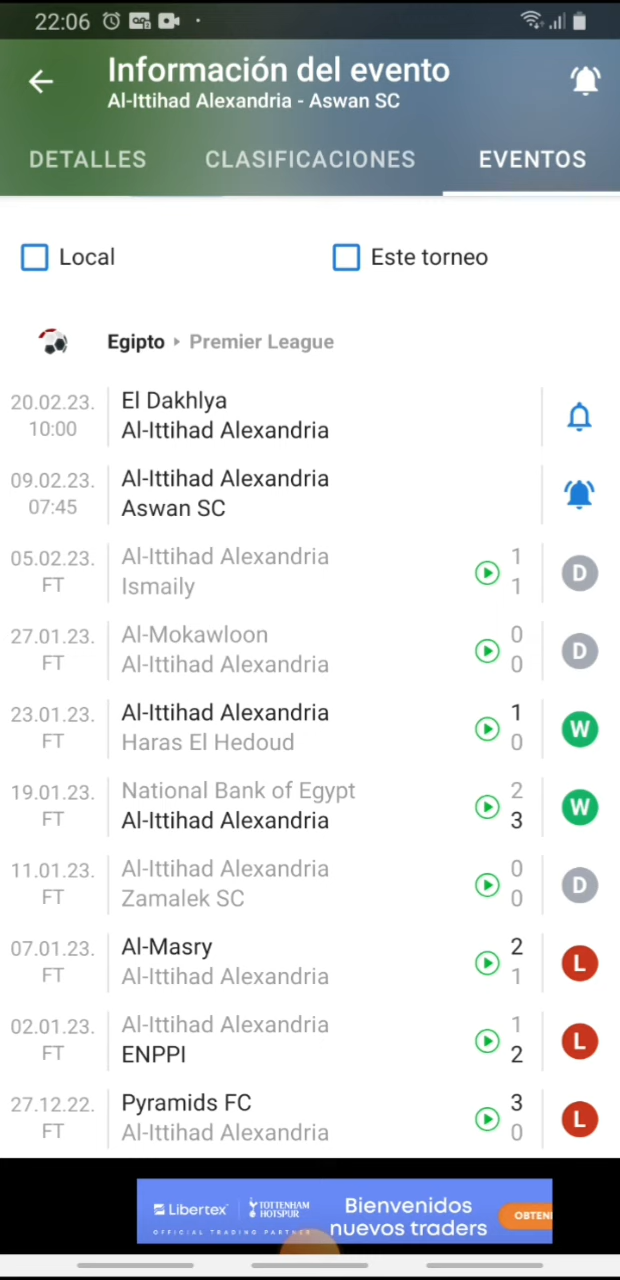 22:06
Información del evento
Al-Ittihad Alexandria - Aswan SC
DETALLES CLASIFICACIONES EVENTOS
Local Este torneo
Egipto Premier League
20.02.23. El Dakhlya
10:00 Al-Ittihad Alexandria
09.02.23. Al-Ittihad Alexandria
07:45 Aswan SC
05.02.23. Al-Ittihad Alexandria 1
FT Ismaily 1 D
27.01.23. Al-Mokawloon 0
FT Al-Ittihad Alexandria 0 D
23.01.23. Al-Ittihad Alexandria 1
FT Haras El Hedoud 0 W
19.01.23. National Bank of Egypt 2
FT Al-Ittihad Alexandria 3 W
11.01.23. Al-Ittihad Alexandria 0
FT Zamalek SC 0 D
07.01.23. Al-Masry 2
FT Al-Ittihad Alexandria 1 L
02.01.23. Al-Ittihad Alexandria 1
FT ENPPI 2 L
27.12.22. Pyramids FC 3
FT Al-Ittihad Alexandria 0 L
Libertex TOTTENHAM HOTSPUR
OFFICIAL TRADING PARTNER
Bienvenidos
nuevos traders
OBTEN